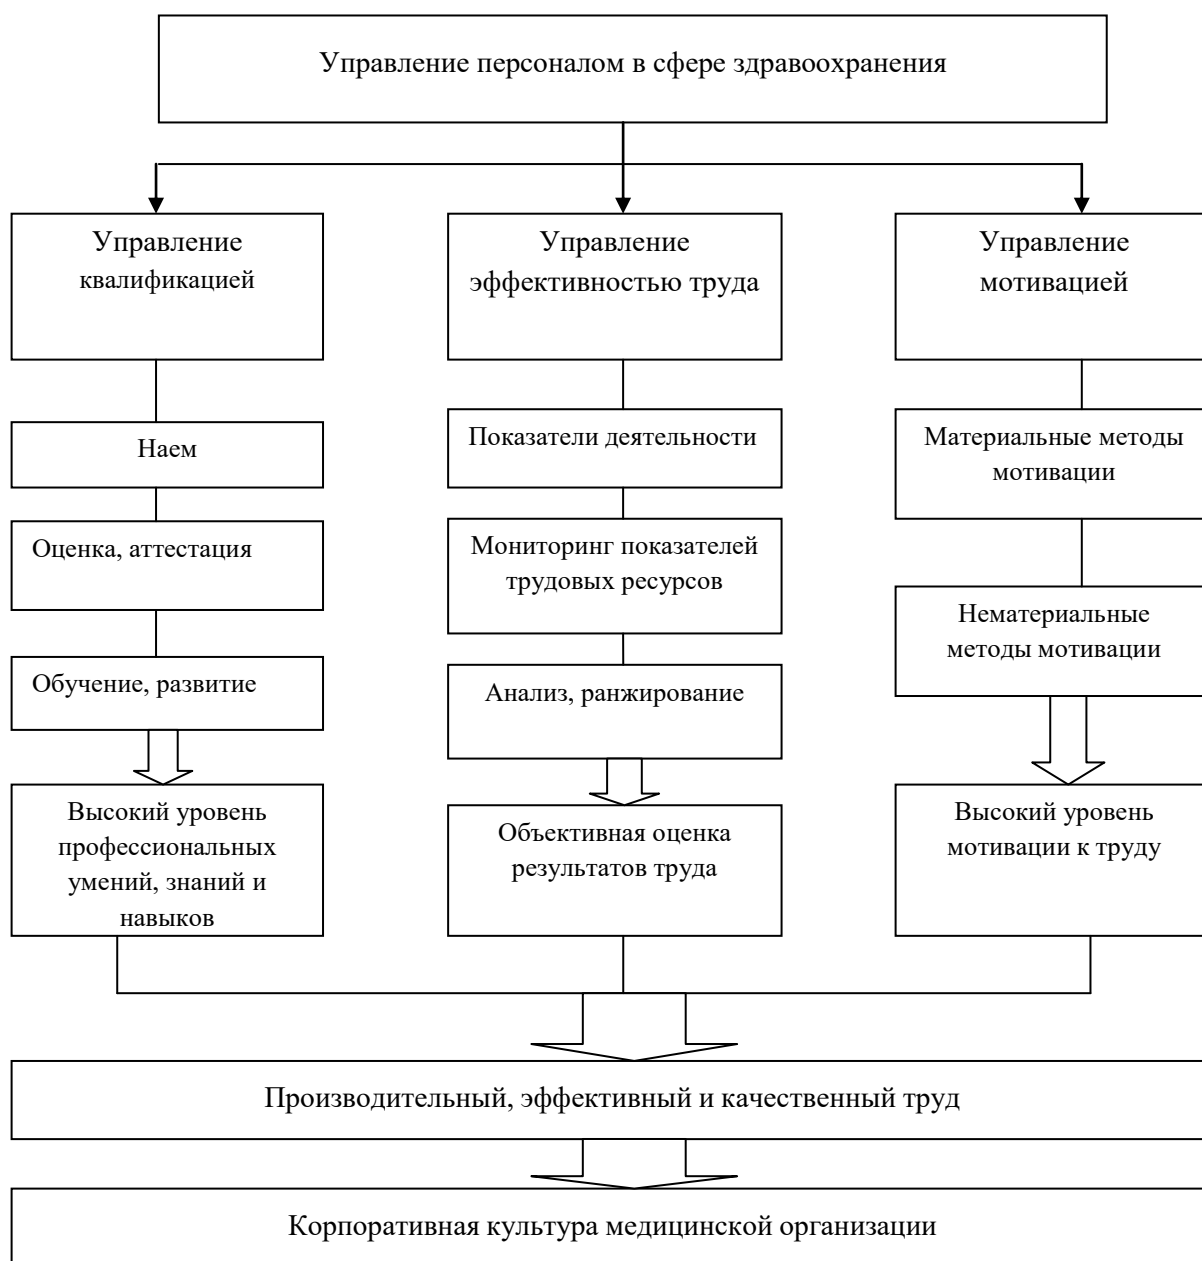 Управление персоналом в сфере здравоохранения
Управление
квалификацией
Управление
эффективностью труда
Управление
мотивацией
Наем
Показатели деятельности
Материальные методы
мотивации
Оценка, аттестация
Мониторинг показателей
трудовых ресурсов
Нематериальные
методы мотивации
Обучение, развитие
Анализ, ранжирование
Высокий уровень
профессиональных
умений, знаний и
навыков
Объективная оценка
результатов труда
Высокий уровень
мотивации к труду
Производительный, эффективный и качественный труд
Корпоративная культура медицинской организации